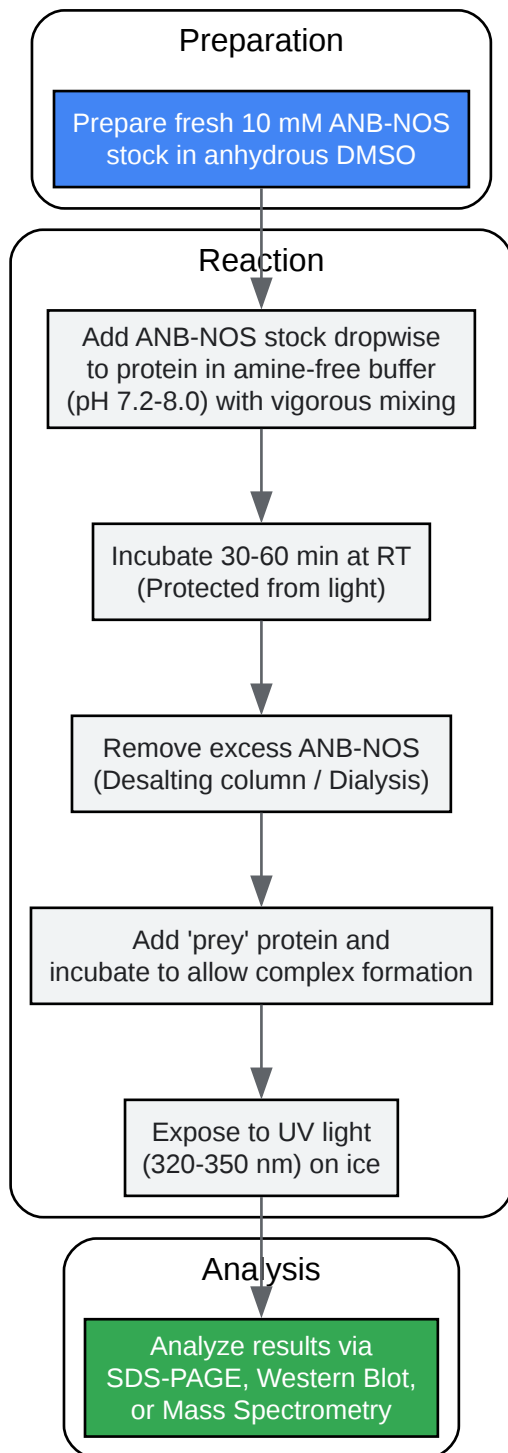 Preparation
Prepare fresh 10 mM ANB-NOS
stock in anhydrous DMSO
Reaction
Add ANB-NOS stock dropwise
to protein in amine-free buffer
(pH 7.2-8.0) with vigorous mixing
Incubate 30-60 min at RT
(Protected from light)
Remove excess ANB-NOS
(Desalting column / Dialysis)
Add 'prey' protein and
incubate to allow complex formation
Expose to UV light
(320-350 nm) on ice
Analysis
Analyze results via
SDS-PAGE, Western Blot,
or Mass Spectrometry